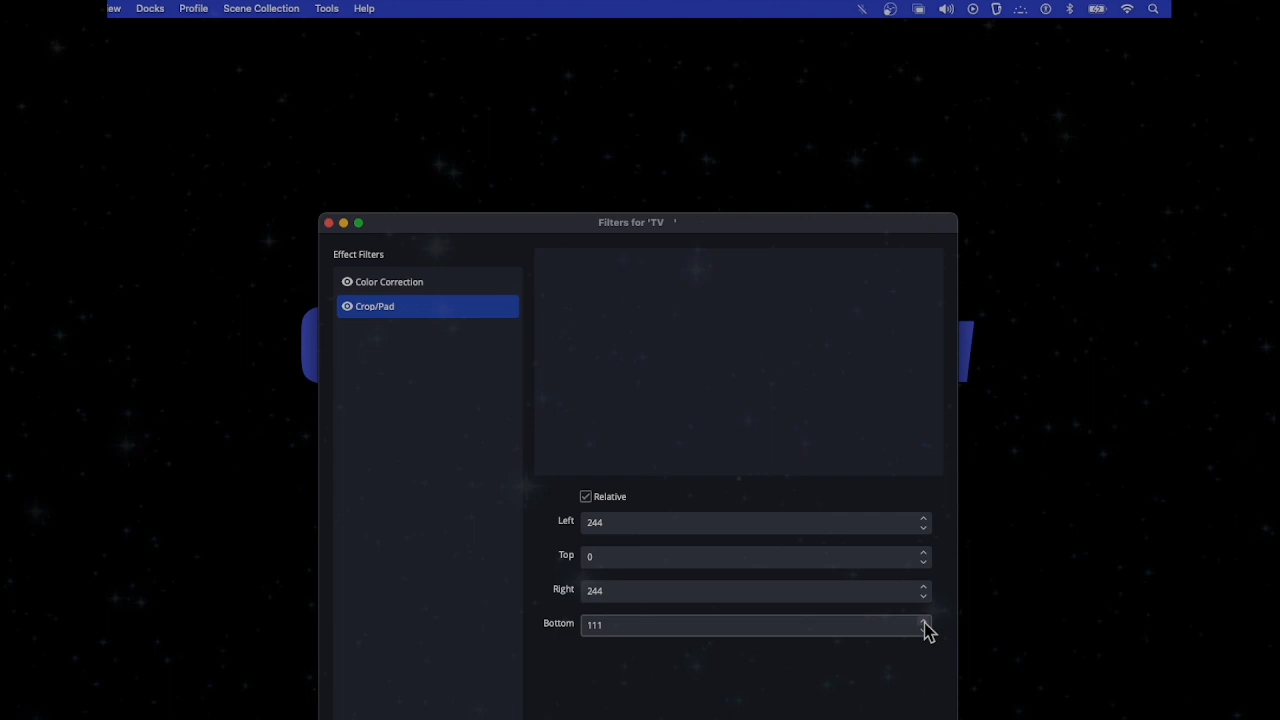 Docks Profile Scene Collection Tools Help
Filters for 'TV '
Effect Filters
Color Correction
Crop/Pad
Relative
Left 244
Top 0
Right 244
Bottom 111